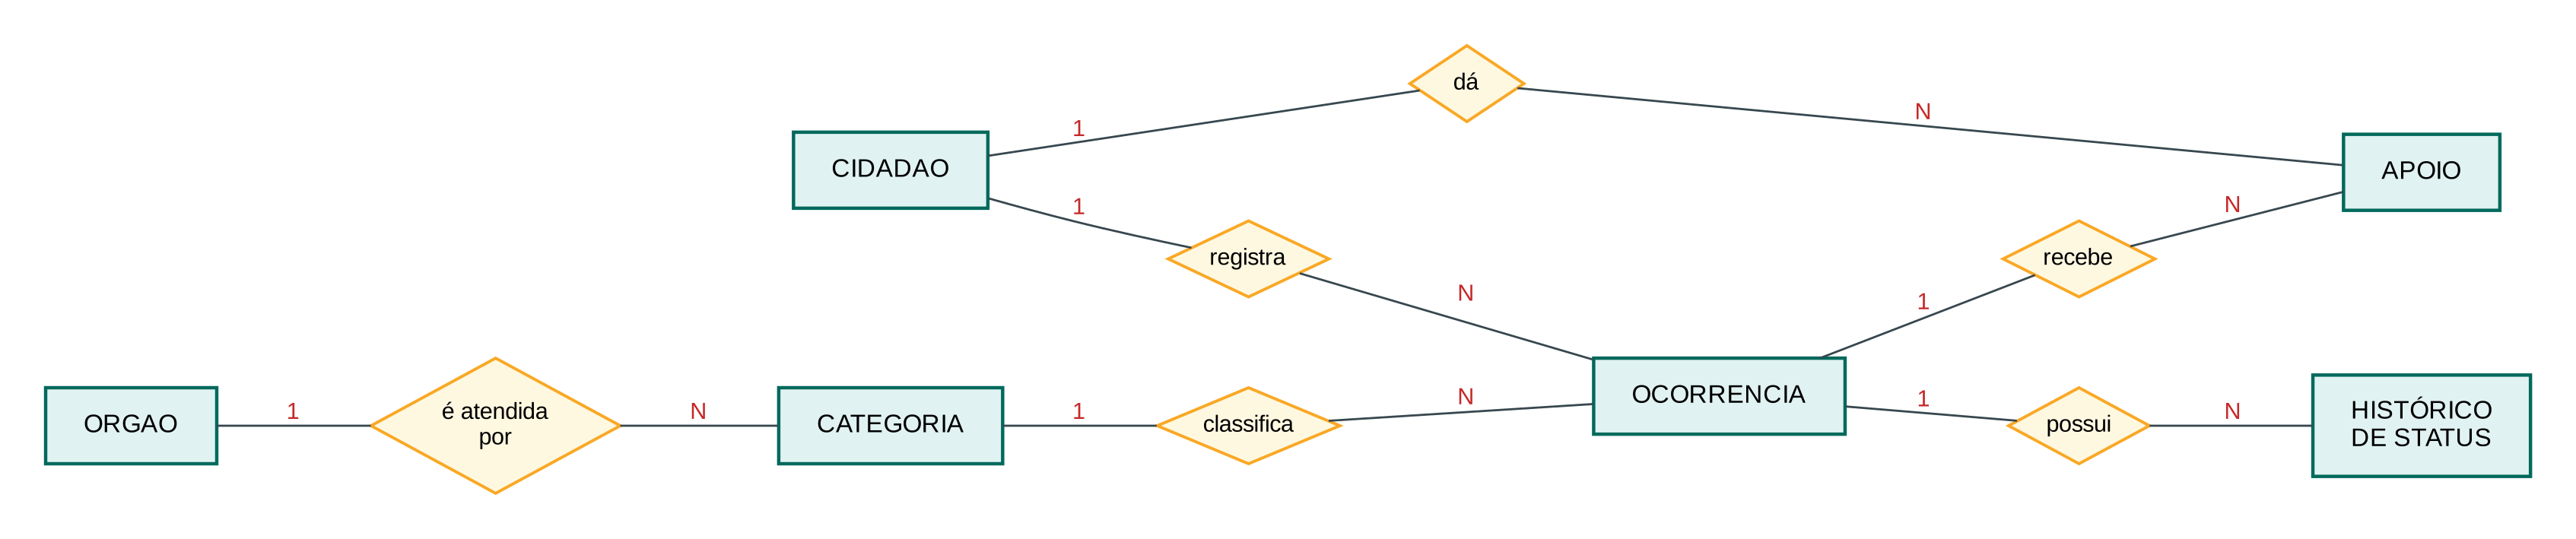 dá
1
N
CIDADAO
APOIO
1
N
registra
recebe
N
1
ORGAO
1
é atendida
por
N
CATEGORIA
1
classifica
N
OCORRENCIA
1
possui
N
HISTÓRICO
DE STATUS